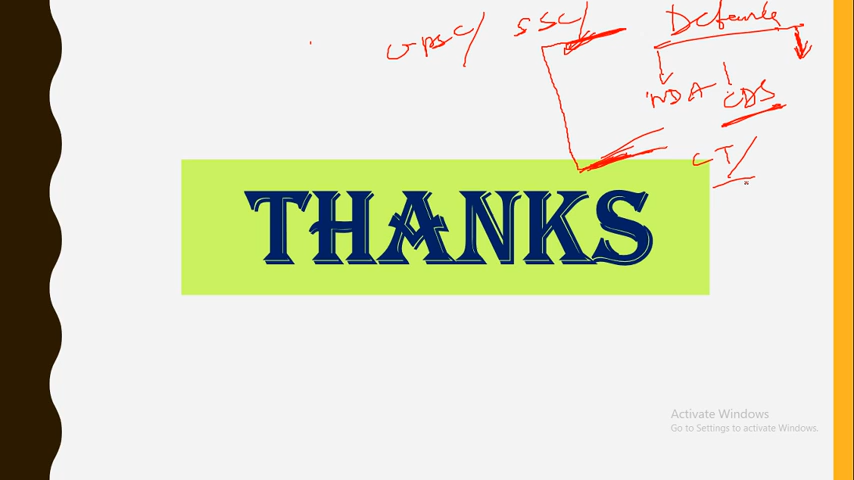 UPSC/ SSC/ Defence
NDA CDS
CT/
THANKS
Activate Windows
Go to Settings to activate Windows.